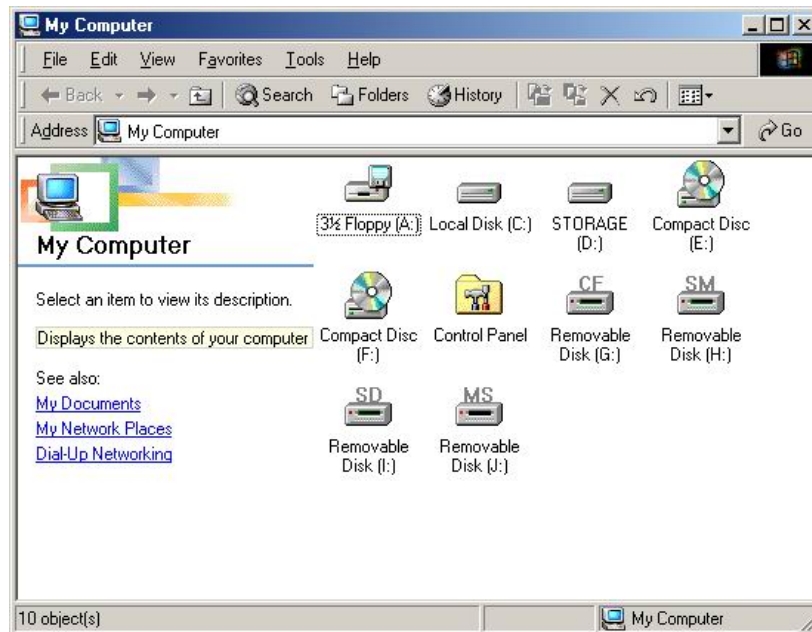 My Computer
File Edit View Favorites Tools Help
Back Search Folders History
Address My Computer Go
My Computer
Select an item to view its description.
Displays the contents of your computer
See also:
My Documents
My Network Places
Dial-Up Networking
3½ Floppy (A:)
Local Disk (C:)
STORAGE
(D:)
Compact Disc
(E:)
Compact Disc
(F:)
Control Panel
CF
Removable
Disk (G:)
SM
Removable
Disk (H:)
SD
Removable
Disk (I:)
MS
Removable
Disk (J:)
10 object(s) My Computer